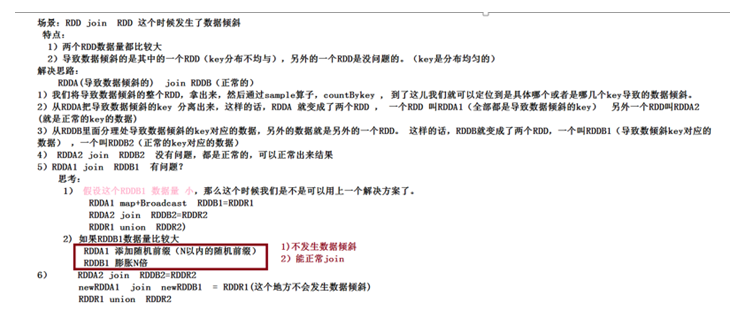 场景：RDD join RDD 这个时候发生了数据倾斜
特点：
1）两个RDD数据量都比较大
2）导致数据倾斜的是其中的一个RDD（key分布不均与），另外的一个RDD是没问题的。（key是分布均匀的）
解决思路：
RDDA(导致数据倾斜的) join RDDB（正常的）
1）我们将导致数据倾斜的整个RDD，拿出来，然后通过sample算子，countBykey ，到了这儿我们就可以定位到是具体哪个或者是哪几个key导致的数据倾斜。
2）从RDDA把导致数据倾斜的key 分离出来，这样的话，RDDA 就变成了两个RDD ， 一个RDD 叫RDDA1（全部都是导致数据倾斜的key） 另外一个RDD叫RDDA2
(就是正常的key的数据)
3）从RDDB里面分理处导致数据倾斜的key对应的数据，另外的数据就是另外的一个RDD。 这样的话，RDDB就变成了两个RDD，一个叫RDDB1（导致数倾斜key对应的
数据） ，一个叫RDDB2（正常的key对应的数据）
4） RDDA2 join RDDB2 没有问题，都是正常的，可以正常出来结果
5）RDDA1 join RDDB1 有问题？
思考：
1） 假设这个RDDB1 数据量 小，那么这个时候我们是不是可以用上一个解决方案了。
RDDA1 map+Broadcast RDDB1=RDDR1
RDDA2 join RDDB2=RDDR2
RDDR1 union RDDR2)
2）如果RDDB1数据量比较大
RDDA1 添加随机前缀（N以内的随机前缀）
RDDB1 膨胀N倍
1)不发生数据倾斜
2）能正常join
6） RDDA2 join RDDB2=RDDR2
newRDDA1 join newRDDB1 = RDDR1(这个地方不会发生数据倾斜)
RDDR1 union RDDR2